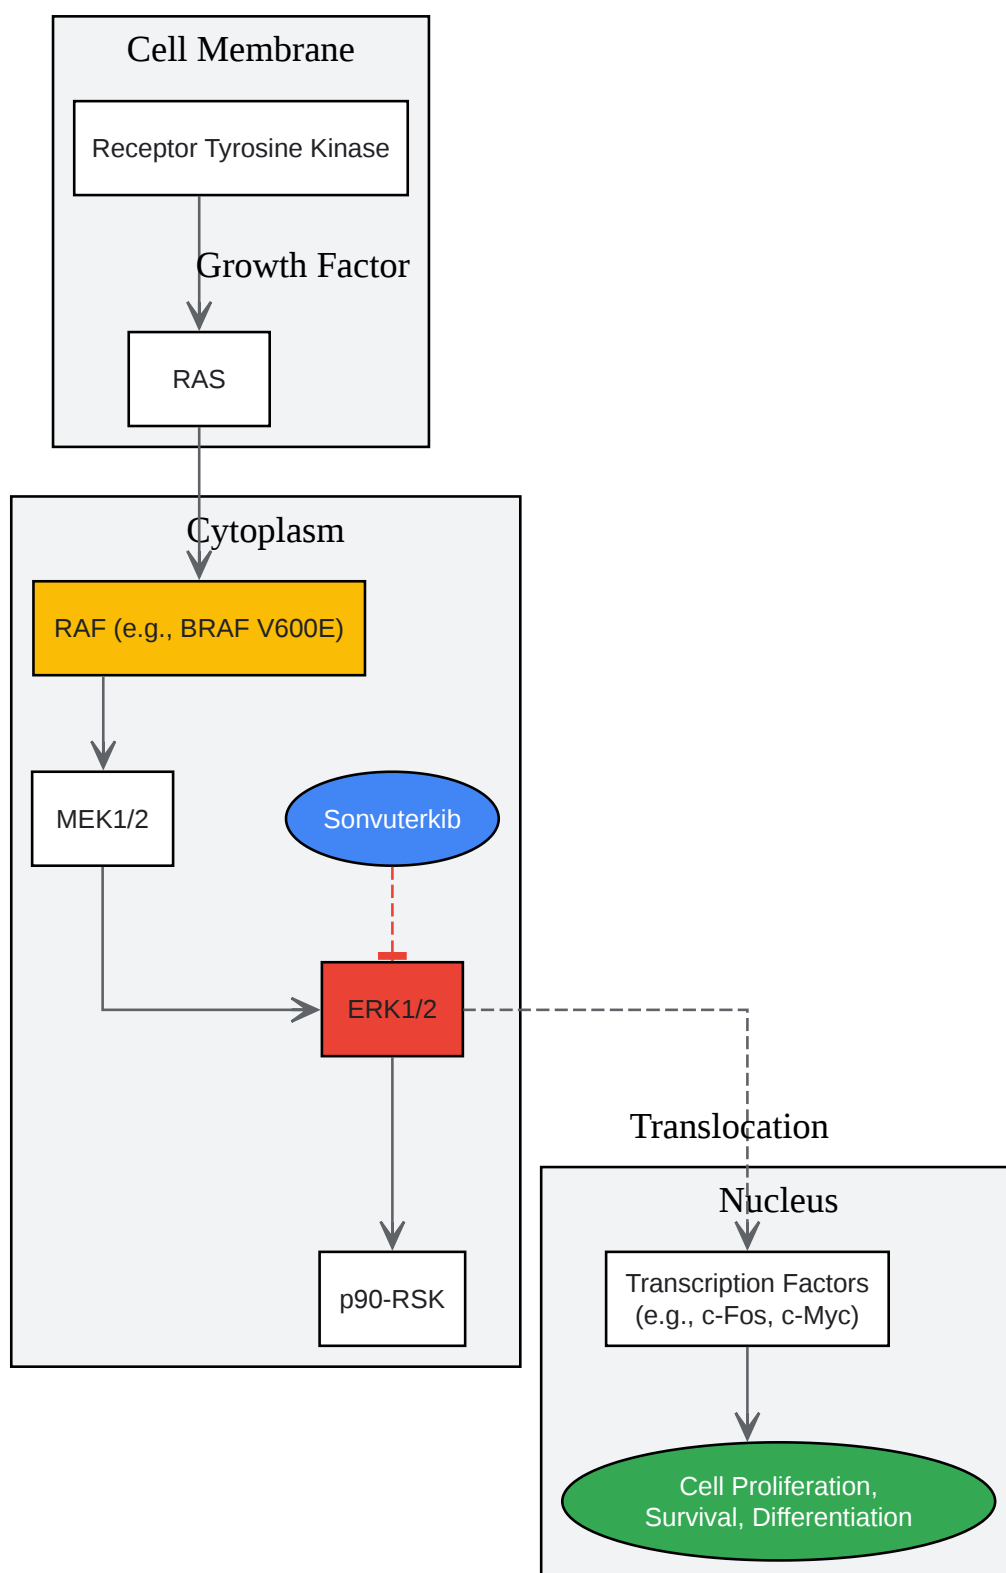 Cell Membrane
Receptor Tyrosine Kinase
Growth Factor
RAS
Cytoplasm
RAF (e.g., BRAF V600E)
MEK1/2
Sonvuterkib
ERK1/2
Translocation
Nucleus
p90-RSK
Transcription Factors
(e.g., c-Fos, c-Myc)
Cell Proliferation,
Survival, Differentiation